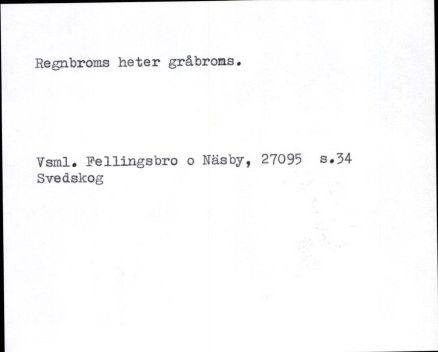 Regnbroms heter gråbroms.
Vsml. Fellingsbro o Näsby, 27095 s.34
Svedskog